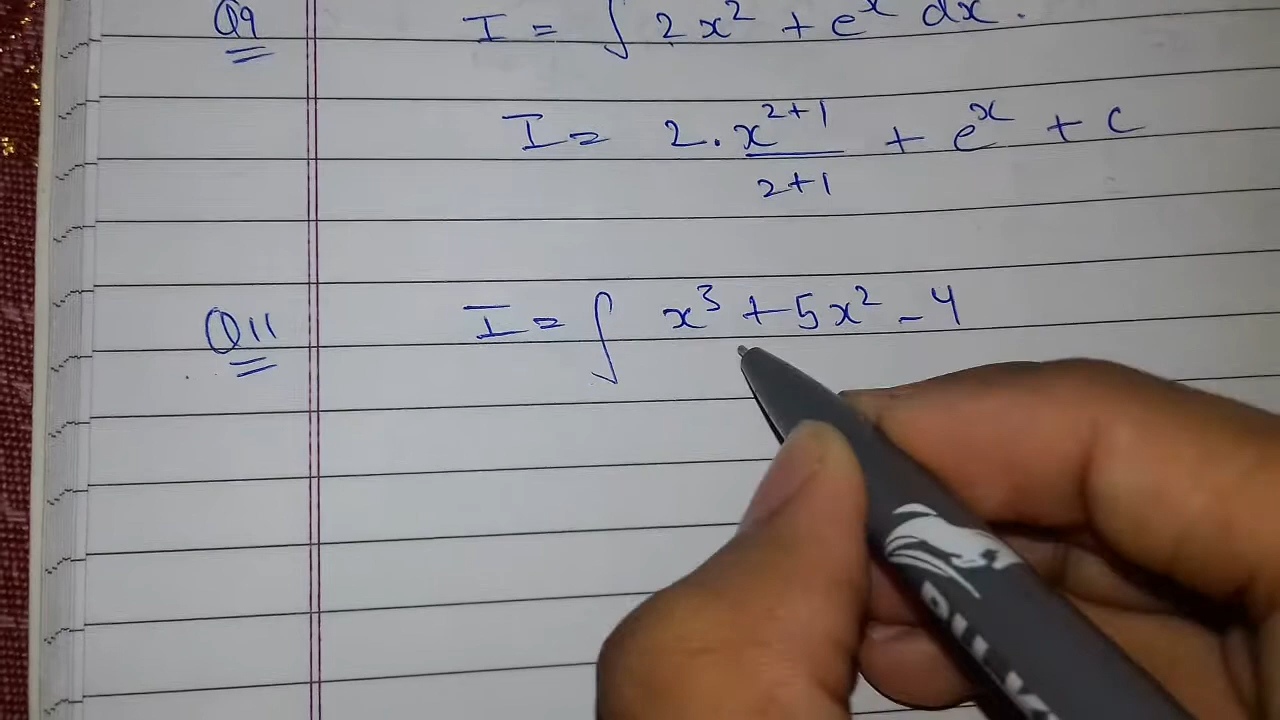 Q9 I = ∫ 2x² + eˣ dx.
I = 2. x²⁺¹/2+1 + eˣ + c
Q11 I = ∫ x³ + 5x² - 4